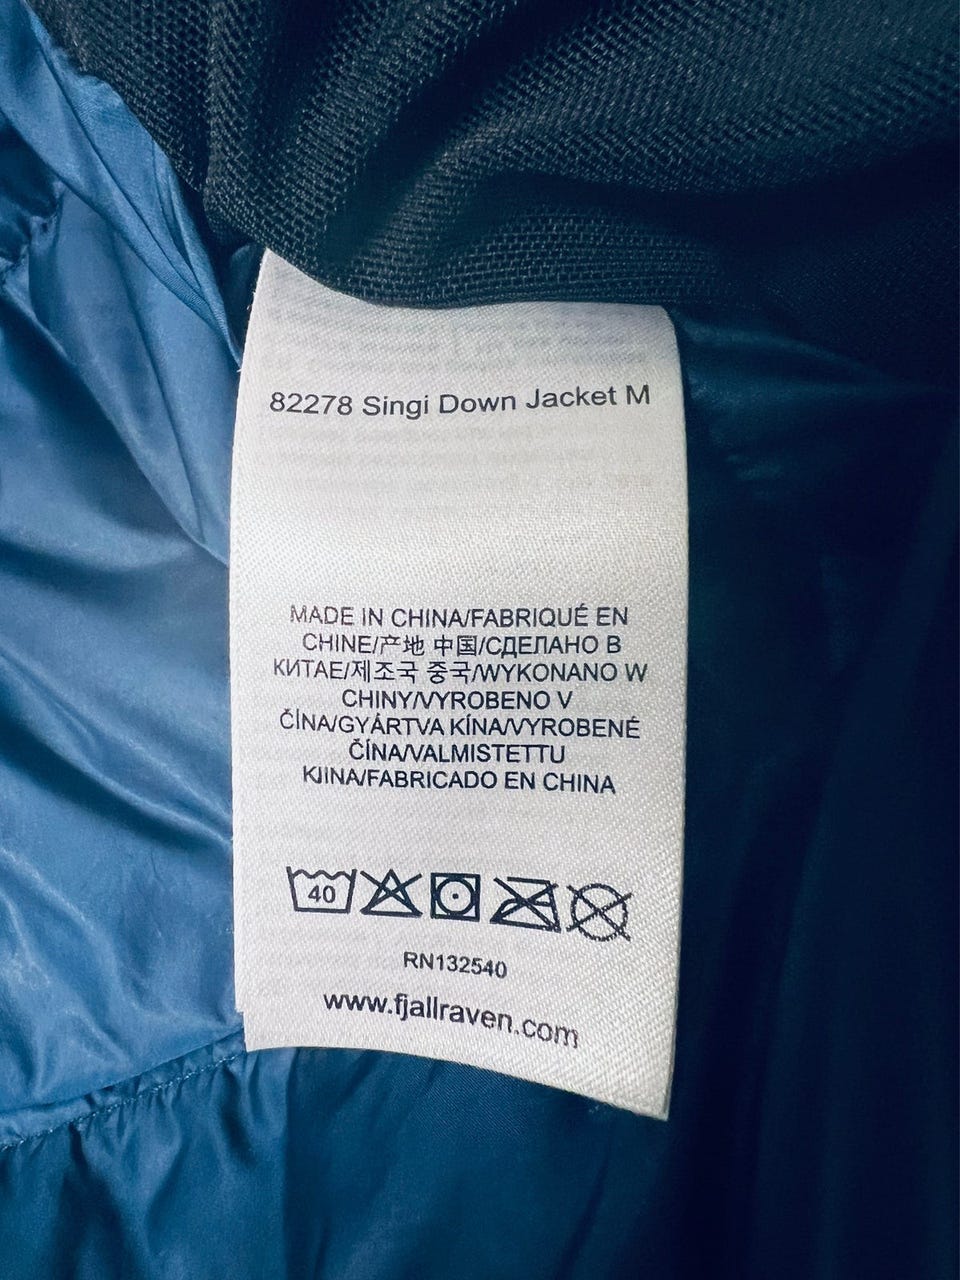 82278 Singi Down Jacket M
MADE IN CHINA/FABRIQUÉ EN
CHINE/产地 中国/СДЕЛАНО В
КИТАЕ/제조국 중국/WYKONANO W
CHINY/VYROBENO V
ČÍNA/GYÁRTVA KÍNA/VYROBENÉ
ČÍNA/VALMISTETTU
KIINA/FABRICADO EN CHINA
40
RN132540
www.fjallraven.com